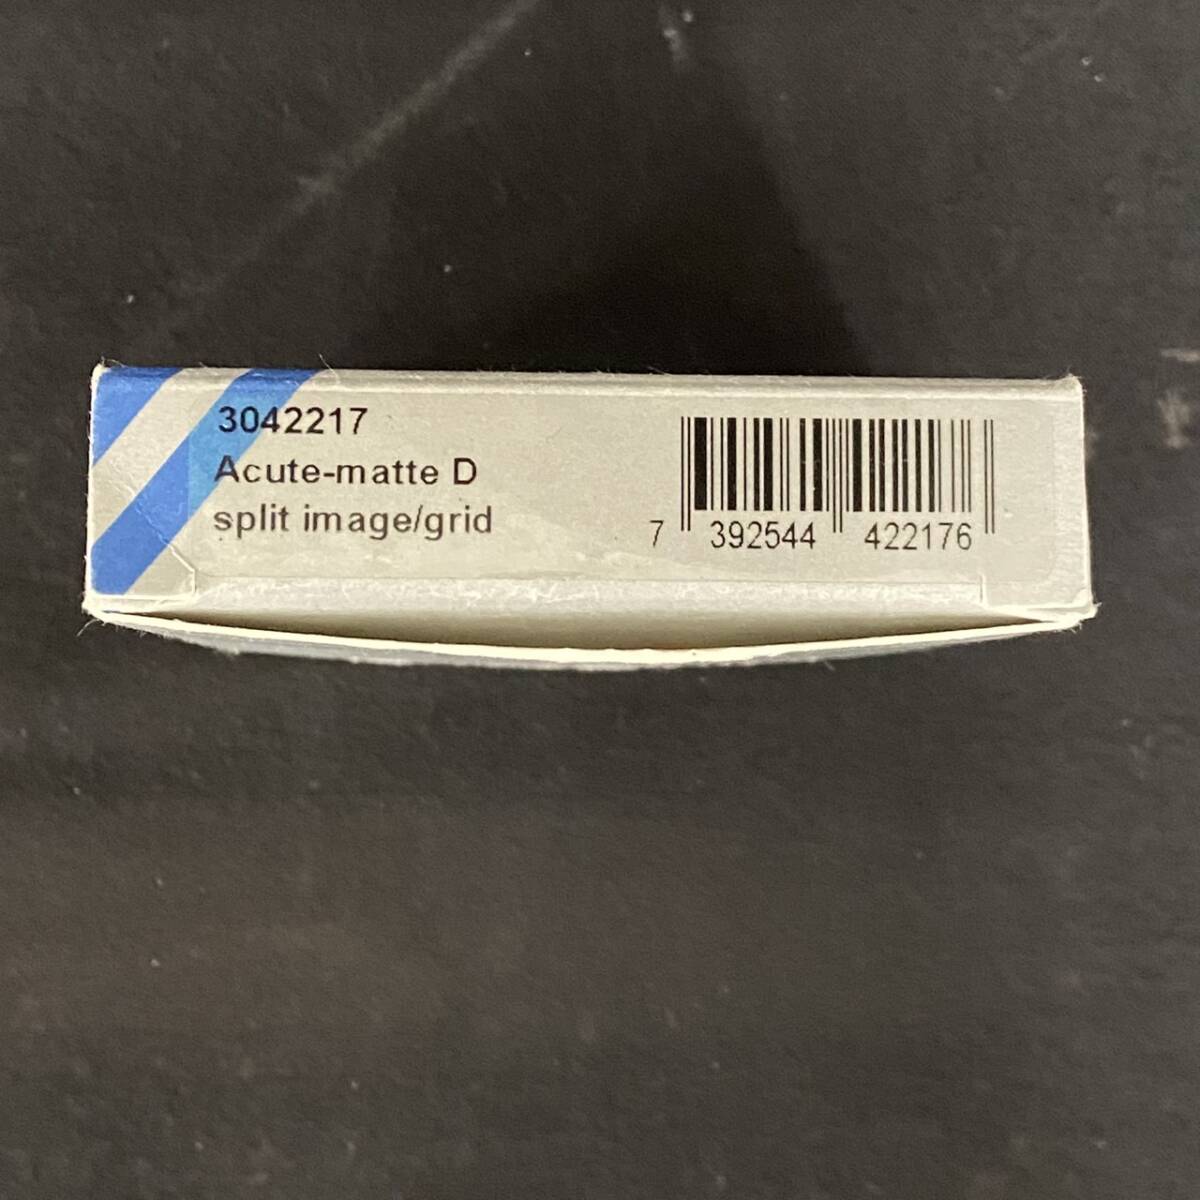 3042217
Acute-matte D
split image/grid
7 392544 422176